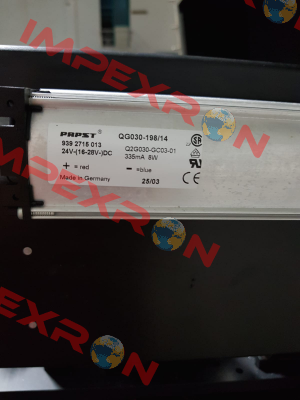 IMPEXRON
PAPST QG030-198/14
939 2715 013 Q2G030-GC03-01
24V-(16-28V-)DC 335mA 8W
+ = red - =blue
Made in Germany 25/03
IMPEXRON
IMPEXRON